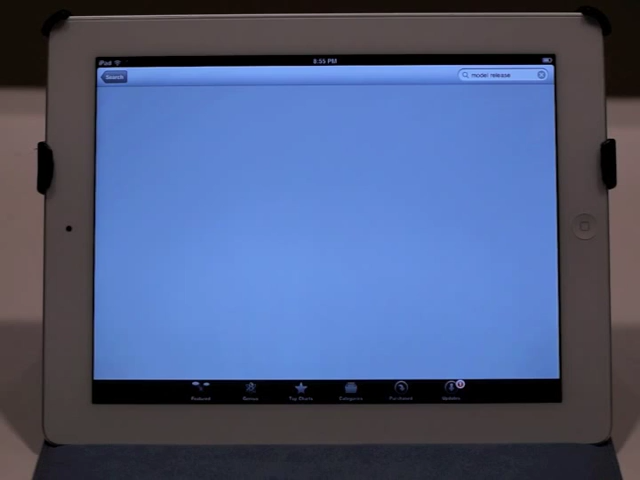 iPad
8:55 PM
Search
model release
Featured
Genius
Top Charts
Categories
Purchased
Updates